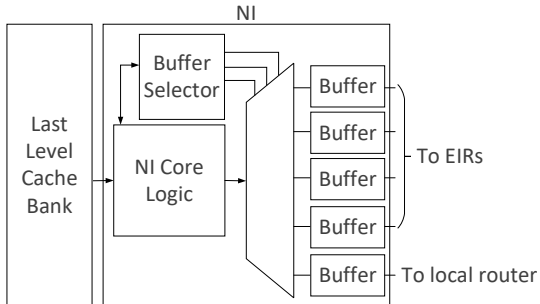 NI
Buffer
Selector
Last
Level
Cache
Bank
NI Core
Logic
Buffer
Buffer
Buffer
Buffer
Buffer
To EIRs
To local router